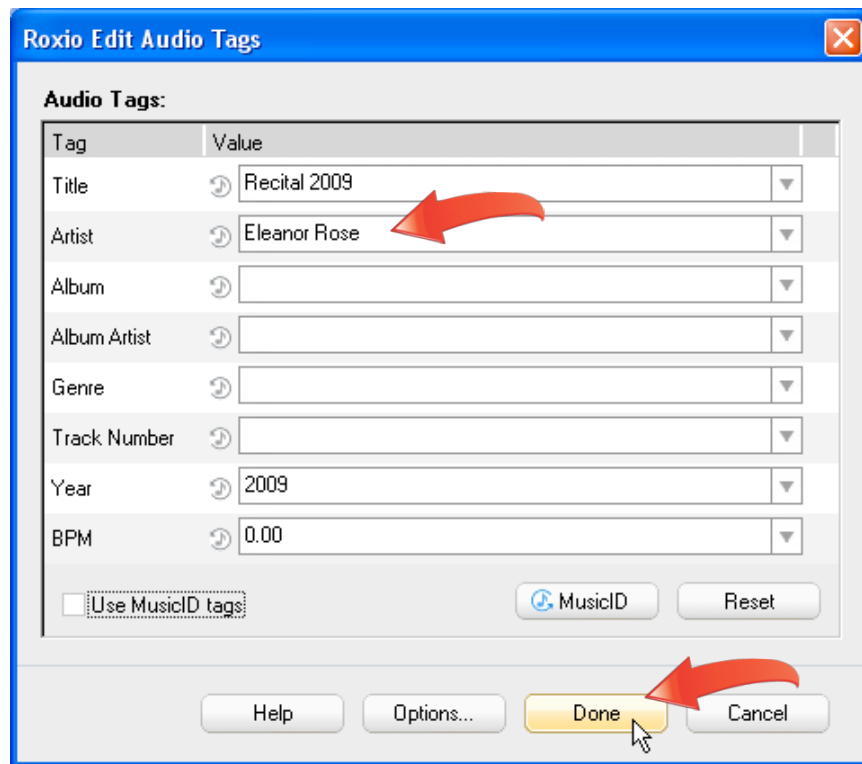 Roxio Edit Audio Tags
Audio Tags:
Tag Value
Title Recital 2009
Artist Eleanor Rose
Album
Album Artist
Genre
Track Number
Year 2009
BPM 0.00
Use MusicID tags MusicID Reset
Help Options... Done Cancel